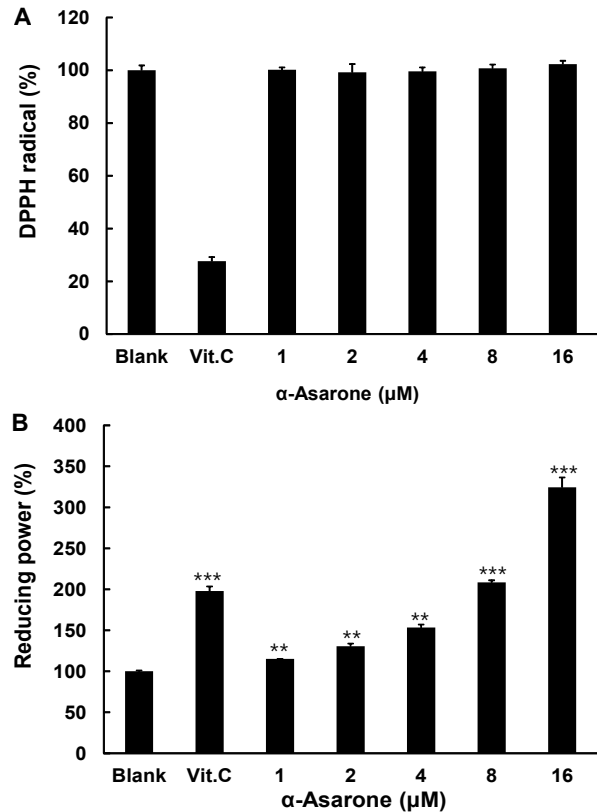 A
DPPH radical (%)
120
100
80
60
40
20
0
Blank Vit.C 1 2 4 8 16
α-Asarone (μM)
B
Reducing power (%)
400
350
300
250
200
150
100
50
0
*** ** ** ** *** ***
Blank Vit.C 1 2 4 8 16
α-Asarone (μM)